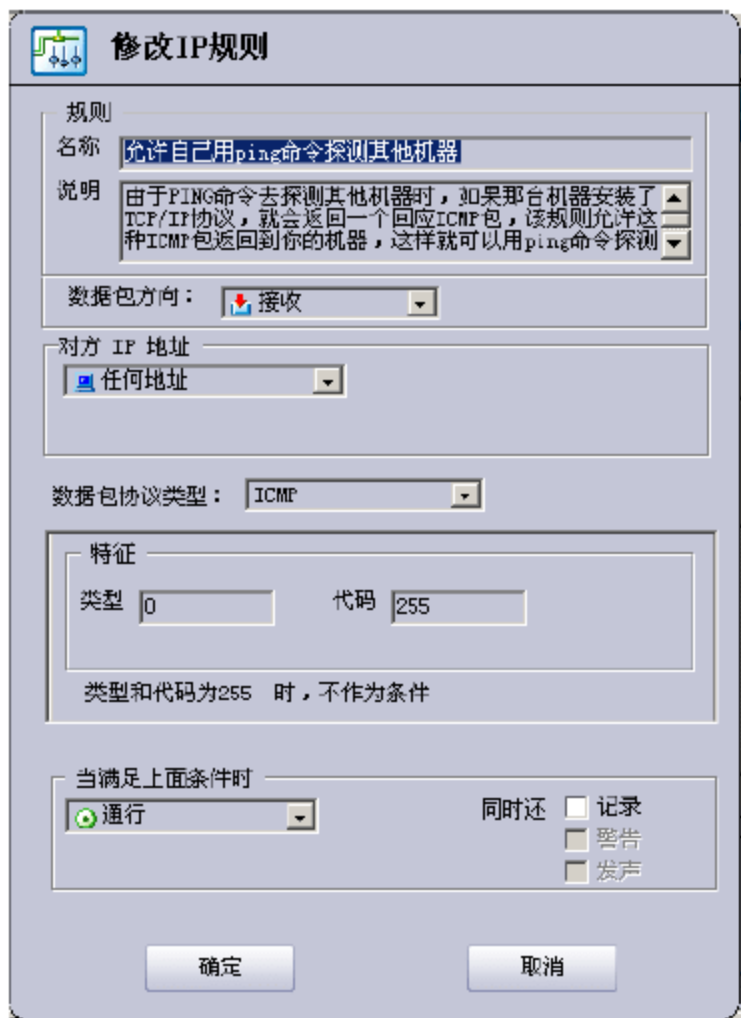 修改IP规则
规则
名称 允许自己用ping命令探测其他机器
说明 由于PING命令去探测其他机器时，如果那台机器安装了
TCP/IP协议，就会返回一个回应ICMP包，该规则允许这
种ICMP包返回到你的机器，这样就可以用ping命令探测
数据包方向： 接收
对方 IP 地址
任何地址
数据包协议类型： ICMP
特征
类型 0 代码 255
类型和代码为255 时，不作为条件
当满足上面条件时
通行 同时还 记录
警告
发声
确定 取消